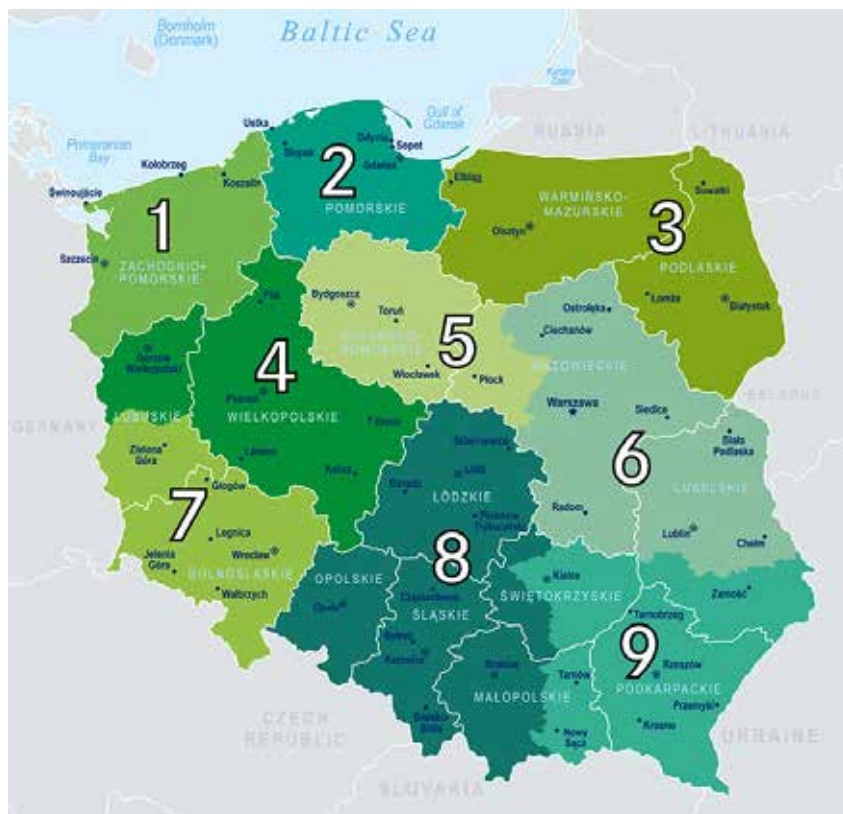 Bornholm
(Denmark)
Baltic Sea
Gulf of
Gdansk
RUSSIA
LITHUANIA
Pomeranian
Bay
Ustka
Słupsk
Gdynia
Sopot
Gdańsk
2
POMORSKIE
Kołobrzeg
Koszalin
Świnoujście
1
Szczecin
ZACHODNIO-
POMORSKIE
Elbląg
WARMIŃSKO-
MAZURSKIE
Olsztyn
3
Suwałki
PODLASKIE
Łomża
Białystok
Piła
Bydgoszcz
Toruń
5
Włocławek
Płock
Ostrołęka
Ciechanów
MAZOWIECKIE
Warszawa
Siedlce
BELARUS
Gorzów
Wielkopolski
LUBUSKIE
GERMANY
4
Poznań
WIELKOPOLSKIE
Konin
Leszno
Kalisz
Zielona
Góra
Głogów
7
Legnica
Wrocław
Jelenia
Góra
DOLNOŚLĄSKIE
Wałbrzych
Skierniewice
Łódź
Sieradz
ŁÓDZKIE
Piotrków
Trybunalski
8
6
Biała
Podlaska
LUBELSKIE
Radom
Lublin
Chełm
Zamość
OPOLSKIE
Opole
Częstochowa
ŚLĄSKIE
Bytom
Katowice
Bielsko-
Biała
Kielce
ŚWIĘTOKRZYSKIE
Tarnobrzeg
9
Rzeszów
PODKARPACKIE
Przemyśl
Krosno
Kraków
MAŁOPOLSKIE
Tarnów
Nowy
Sącz
CZECH
REPUBLIC
SLOVAKIA
UKRAINE